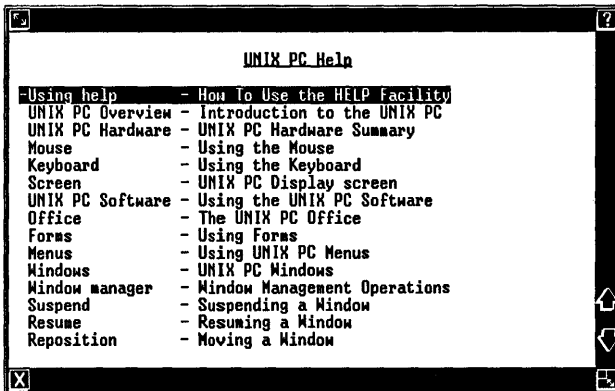 ?
UNIX PC Help
-Using help - How To Use the HELP Facility
UNIX PC Overview - Introduction to the UNIX PC
UNIX PC Hardware - UNIX PC Hardware Summary
Mouse - Using the Mouse
Keyboard - Using the Keyboard
Screen - UNIX PC Display screen
UNIX PC Software - Using the UNIX PC Software
Office - The UNIX PC Office
Forms - Using Forms
Menus - Using UNIX PC Menus
Windows - UNIX PC Windows
Window manager - Window Management Operations
Suspend - Suspending a Window
Resume - Resuming a Window
Reposition - Moving a Window
X